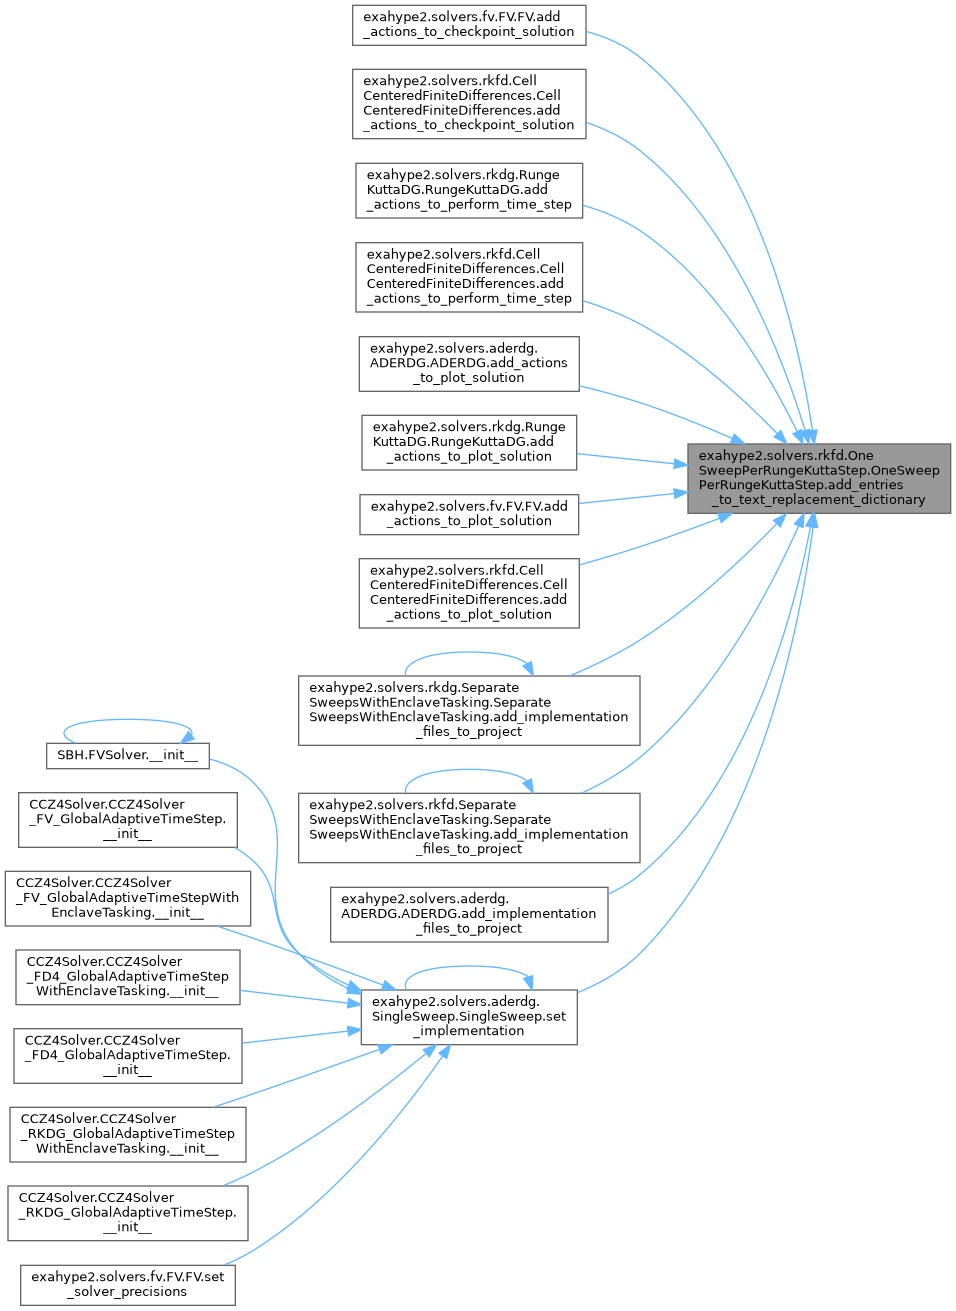 exahype2.solvers.fv.FV.FV.add
_actions_to_checkpoint_solution
exahype2.solvers.rkfd.Cell
CenteredFiniteDifferences.Cell
CenteredFiniteDifferences.add
_actions_to_checkpoint_solution
exahype2.solvers.rkdg.Runge
KuttaDG.RungeKuttaDG.add
_actions_to_perform_time_step
exahype2.solvers.rkfd.Cell
CenteredFiniteDifferences.Cell
CenteredFiniteDifferences.add
_actions_to_perform_time_step
exahype2.solvers.aderdg.
ADERDG.ADERDG.add_actions
_to_plot_solution
exahype2.solvers.rkdg.Runge
KuttaDG.RungeKuttaDG.add
_actions_to_plot_solution
exahype2.solvers.rkfd.One
SweepPerRungeKuttaStep.OneSweep
PerRungeKuttaStep.add_entries
_to_text_replacement_dictionary
exahype2.solvers.fv.FV.FV.add
_actions_to_plot_solution
exahype2.solvers.rkfd.Cell
CenteredFiniteDifferences.Cell
CenteredFiniteDifferences.add
_actions_to_plot_solution
exahype2.solvers.rkdg.Separate
SweepsWithEnclaveTasking.Separate
SweepsWithEnclaveTasking.add_implementation
_files_to_project
SBH.FVSolver.__init__
exahype2.solvers.rkfd.Separate
SweepsWithEnclaveTasking.Separate
SweepsWithEnclaveTasking.add_implementation
_files_to_project
CCZ4Solver.CCZ4Solver
_FV_GlobalAdaptiveTimeStep.
__init__
CCZ4Solver.CCZ4Solver
_FV_GlobalAdaptiveTimeStepWith
EnclaveTasking.__init__
exahype2.solvers.aderdg.
ADERDG.ADERDG.add_implementation
_files_to_project
CCZ4Solver.CCZ4Solver
_FD4_GlobalAdaptiveTimeStep
WithEnclaveTasking.__init__
exahype2.solvers.aderdg.
SingleSweep.SingleSweep.set
_implementation
CCZ4Solver.CCZ4Solver
_FD4_GlobalAdaptiveTimeStep.
__init__
CCZ4Solver.CCZ4Solver
_RKDG_GlobalAdaptiveTimeStep
WithEnclaveTasking.__init__
CCZ4Solver.CCZ4Solver
_RKDG_GlobalAdaptiveTimeStep.
__init__
exahype2.solvers.fv.FV.FV.set
_solver_precisions